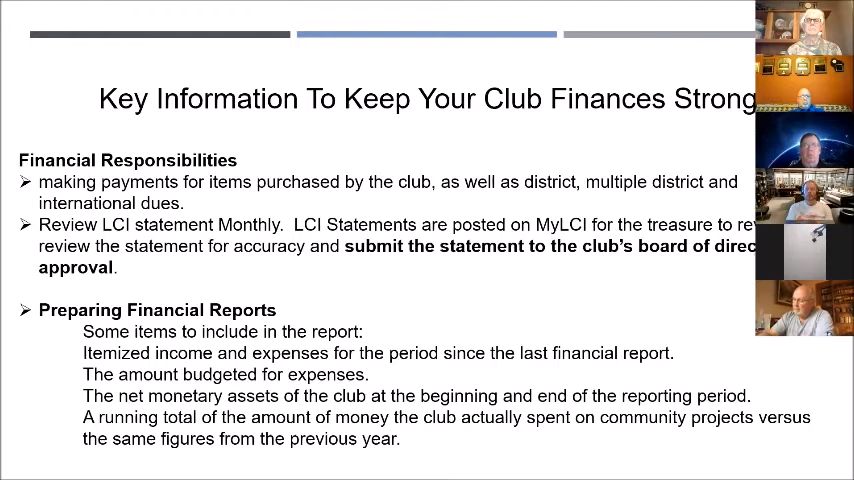 Key Information To Keep Your Club Finances Strong
Financial Responsibilities
➢ making payments for items purchased by the club, as well as district, multiple district and
international dues.
➢ Review LCI statement Monthly. LCI Statements are posted on MyLCI for the treasure to
review the statement for accuracy and submit the statement to the club's board of
approval.
➢ Preparing Financial Reports
Some items to include in the report:
Itemized income and expenses for the period since the last financial report.
The amount budgeted for expenses.
The net monetary assets of the club at the beginning and end of the reporting period.
A running total of the amount of money the club actually spent on community projects versus
the same figures from the previous year.